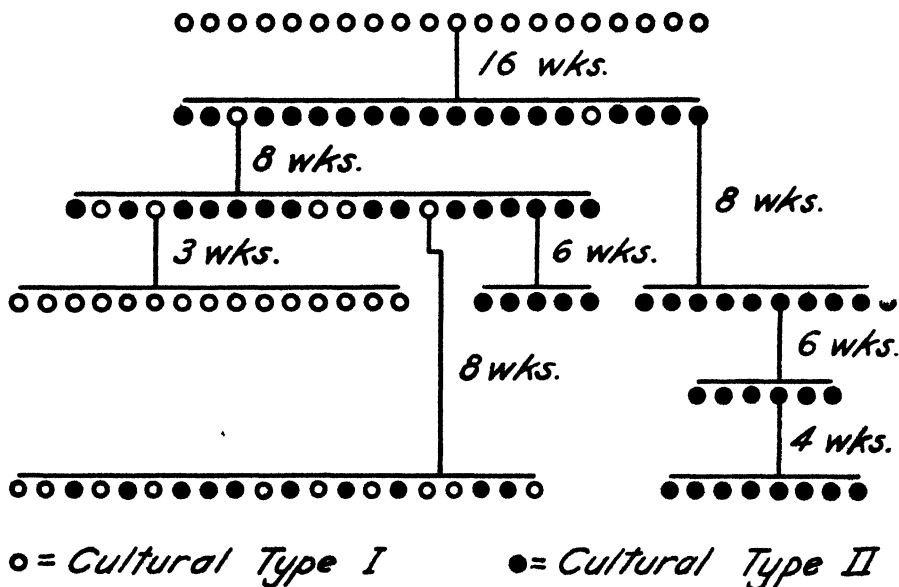 16 wks.
8 wks.
8 wks.
3 wks.
6 wks.
8 wks.
6 wks.
4 wks.
o = Cultural Type I
●= Cultural Type II